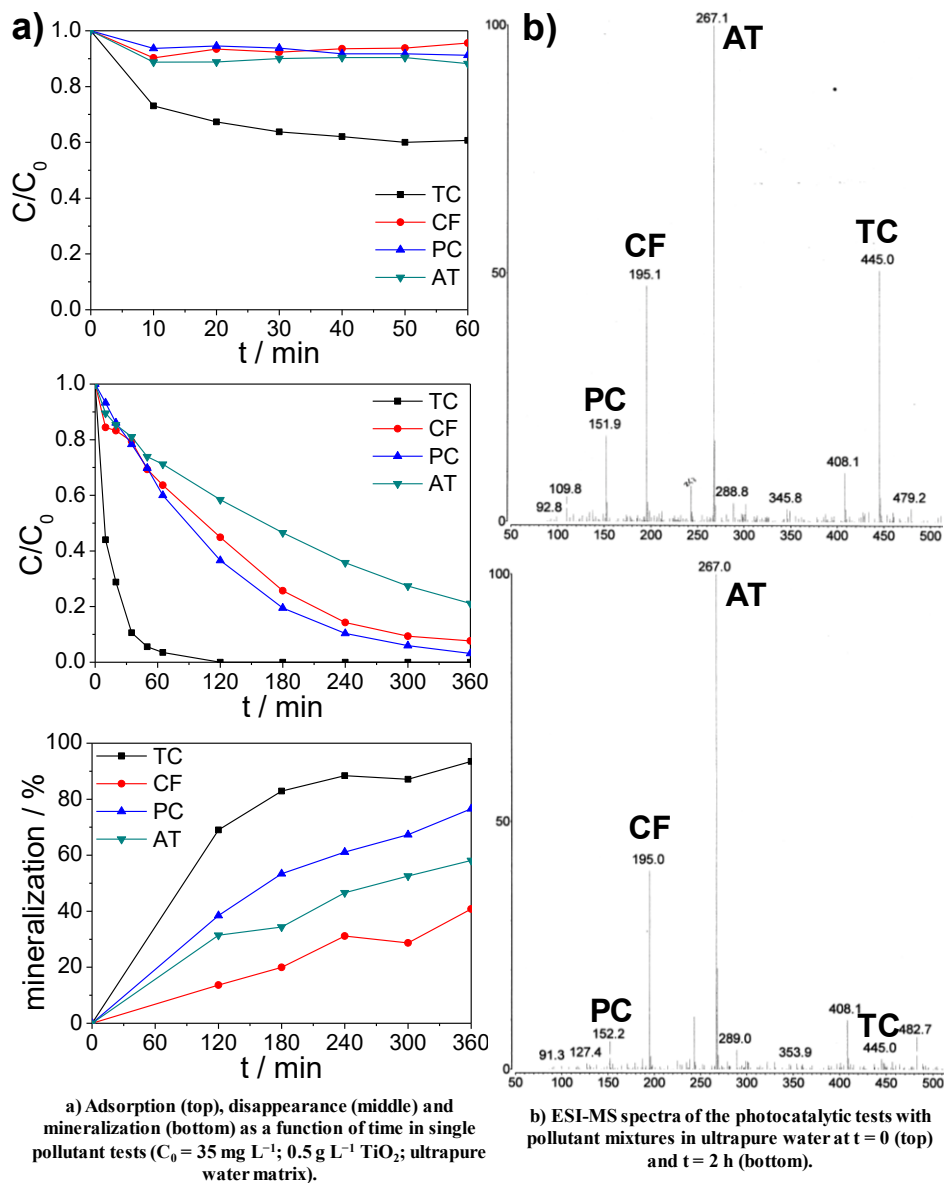 a)
1.0
0.8
0.6
0.4
0.2
0.0
C/C0
TC
CF
PC
AT
0 10 20 30 40 50 60
t / min
1.0
0.8
0.6
0.4
0.2
0.0
C/C0
TC
CF
PC
AT
0 60 120 180 240 300 360
t / min
100
80
60
40
20
0
mineralization / %
TC
CF
PC
AT
0 60 120 180 240 300 360
t / min
a) Adsorption (top), disappearance (middle) and
mineralization (bottom) as a function of time in single
pollutant tests (C0 = 35 mg L−1; 0.5 g L−1 TiO2; ultrapure
water matrix).
b)
100
267.1
AT
TC
445.0
CF
195.1
50
PC
151.9
408.1
109.8
92.8
288.8
345.8
479.2
0
50 100 150 200 250 300 350 400 450 500
267.0
100
AT
50
CF
195.0
PC
152.2
408.1
TC
445.0
482.7
91.3
127.4
289.0
353.9
0
50 100 150 200 250 300 350 400 450 500
b) ESI-MS spectra of the photocatalytic tests with
pollutant mixtures in ultrapure water at t = 0 (top)
and t = 2 h (bottom).